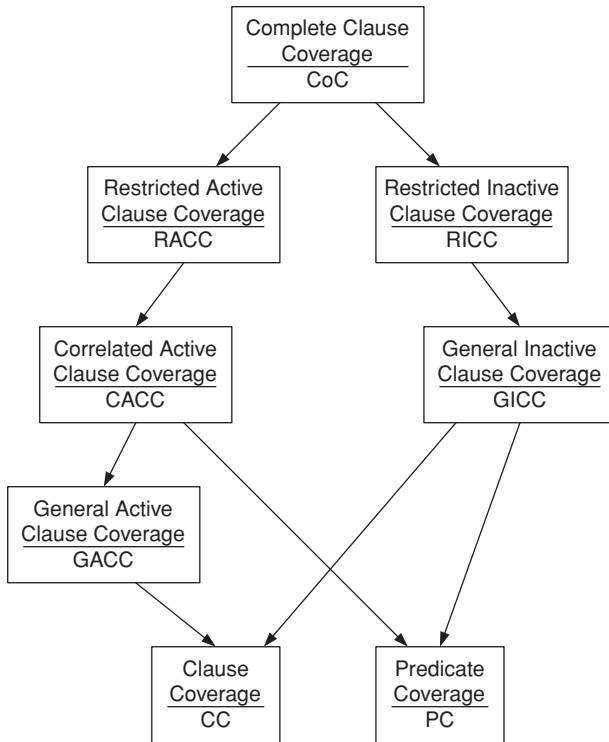 Complete Clause
Coverage
CoC
Restricted Active
Clause Coverage
RACC
Restricted Inactive
Clause Coverage
RICC
Correlated Active
Clause Coverage
CACC
General Inactive
Clause Coverage
GICC
General Active
Clause Coverage
GACC
Clause
Coverage
CC
Predicate
Coverage
PC